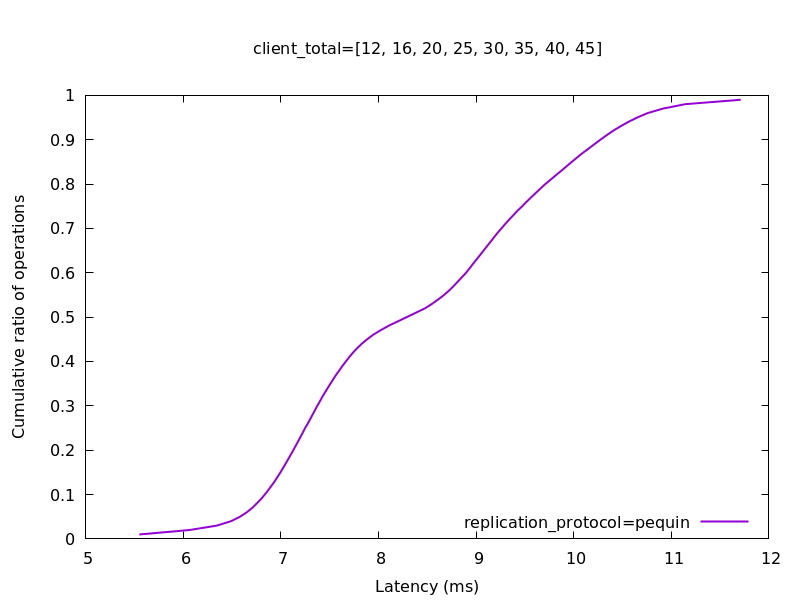 client_total=[12, 16, 20, 25, 30, 35, 40, 45]
1
0.9
0.8
0.7
0.6
0.5
0.4
0.3
0.2
0.1
0
Cumulative ratio of operations
replication_protocol=pequin
5 6 7 8 9 10 11 12
Latency (ms)